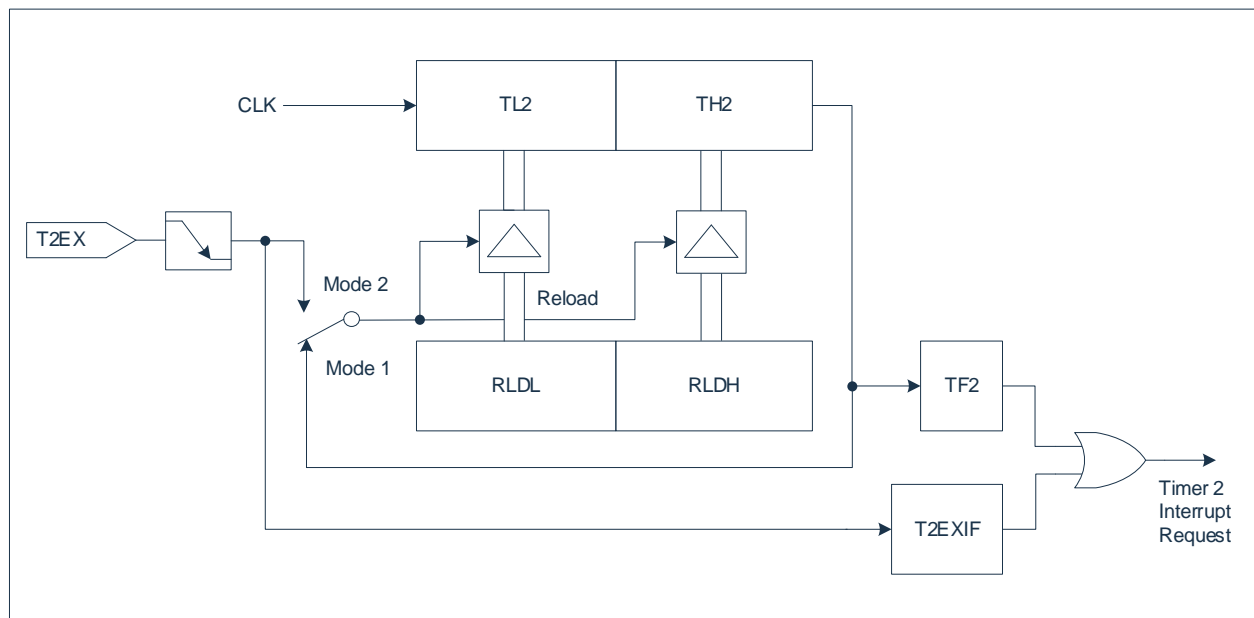 TL2
TH2
CLK
T2EX
Mode 2
Reload
Mode 1
RLDL
RLDH
TF2
T2EXIF
Timer 2
Interrupt
Request